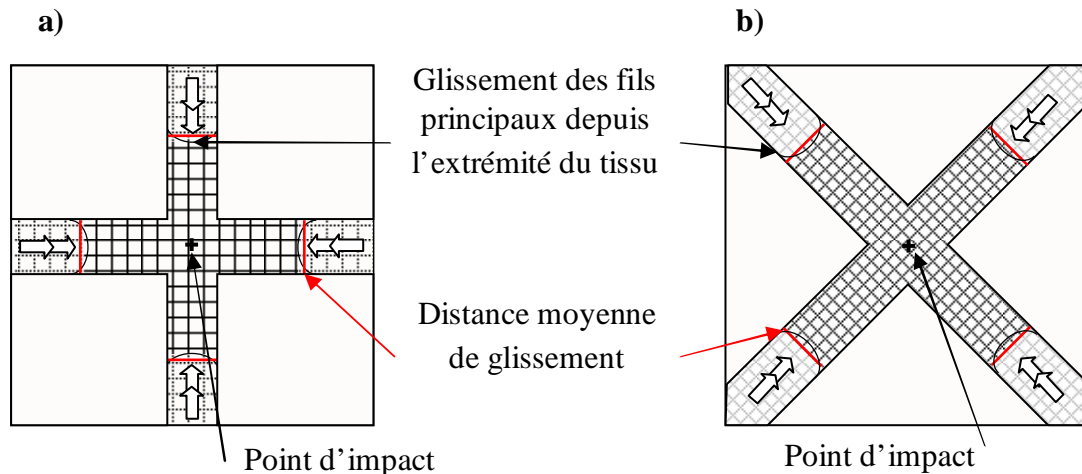 a)
b)
Glissement des fils
principaux depuis
l’extrémité du tissu
Distance moyenne
de glissement
Point d’impact
Point d’impact